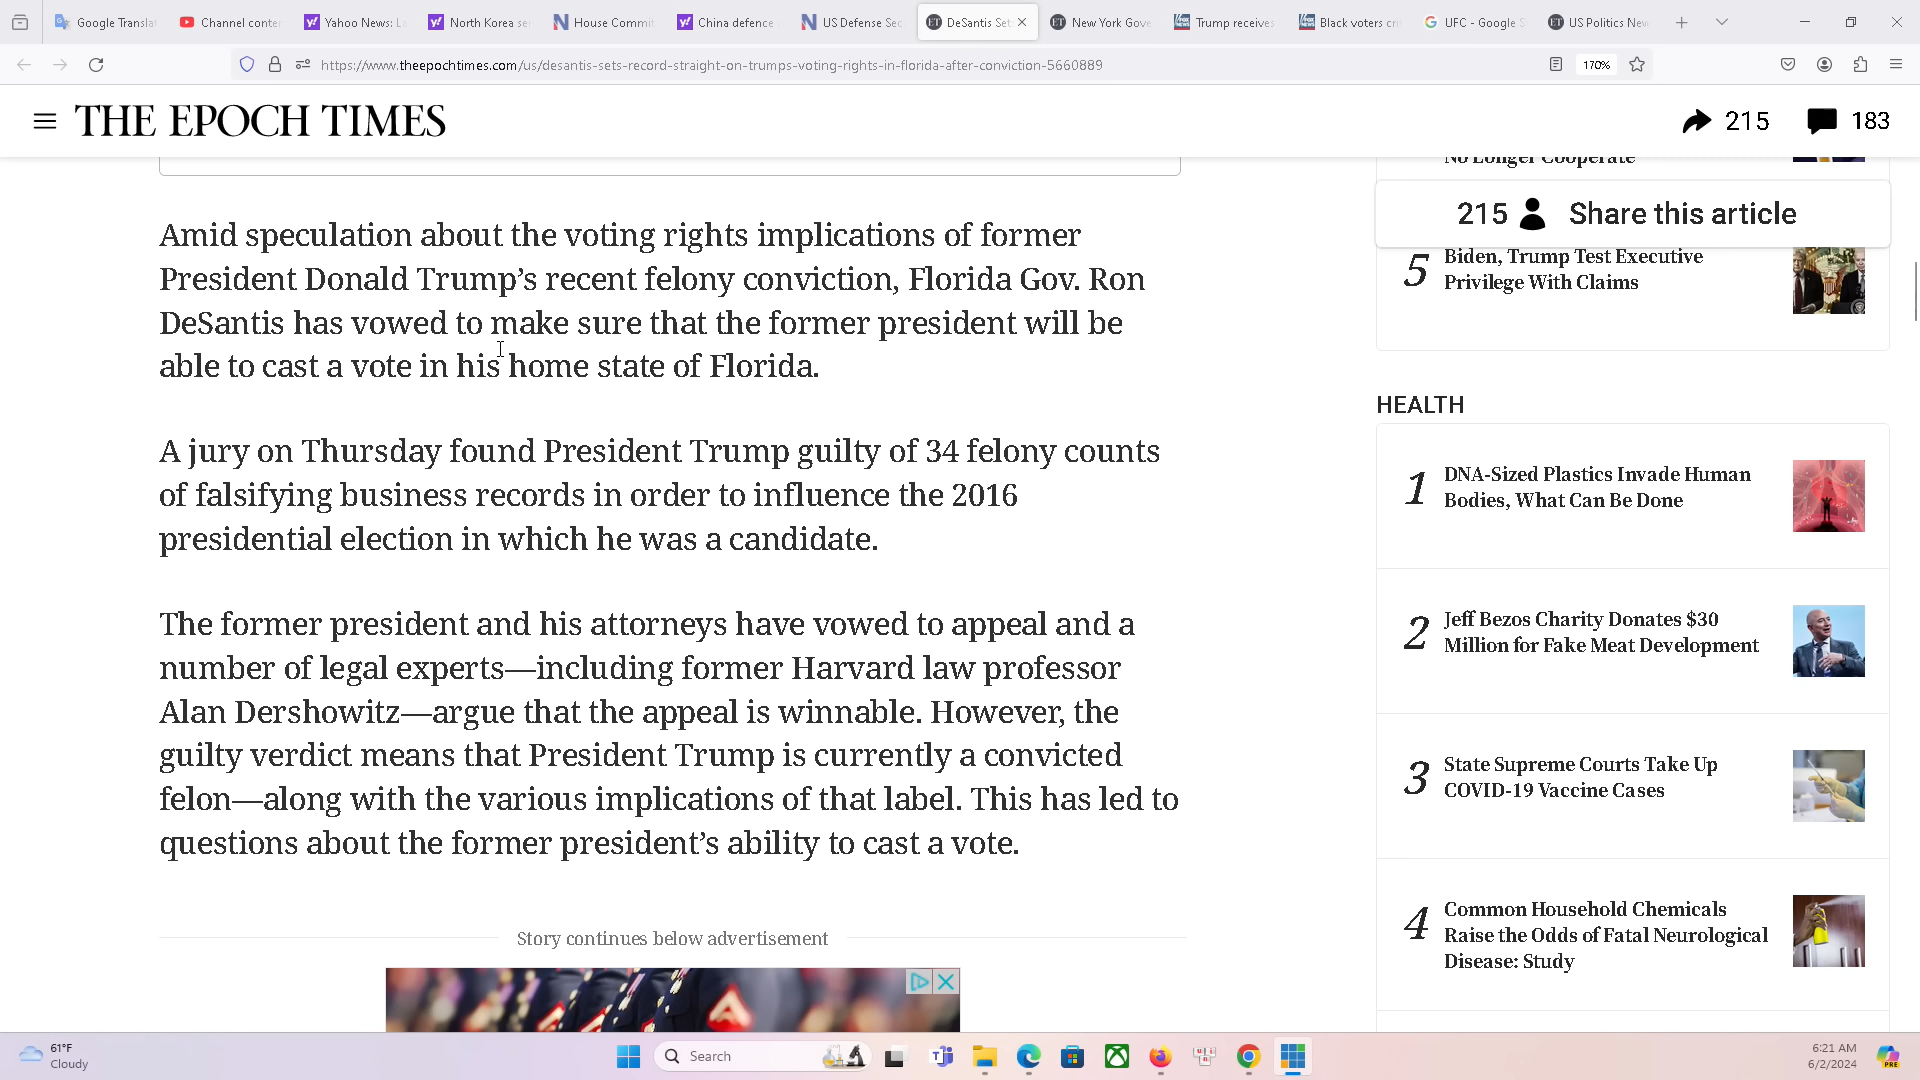 Google Transla
Channel conte
Yahoo News: L
North Korea se
House Commit
China defence
US Defense Sec
DeSantis Set
New York Gove
Trump receives
Black voters cri
UFC - Google S
US Politics New
https://www.theepochtimes.com/us/desantis-sets-record-straight-on-trumps-voting-rights-in-florida-after-conviction-5660889
170%
THE EPOCH TIMES
215
183
No Longer Cooperate
215 Share this article
5 Biden, Trump Test Executive
Privilege With Claims
Amid speculation about the voting rights implications of former
President Donald Trump’s recent felony conviction, Florida Gov. Ron
DeSantis has vowed to make sure that the former president will be
able to cast a vote in his home state of Florida.
A jury on Thursday found President Trump guilty of 34 felony counts
of falsifying business records in order to influence the 2016
presidential election in which he was a candidate.
The former president and his attorneys have vowed to appeal and a
number of legal experts—including former Harvard law professor
Alan Dershowitz—argue that the appeal is winnable. However, the
guilty verdict means that President Trump is currently a convicted
felon—along with the various implications of that label. This has led to
questions about the former president’s ability to cast a vote.
Story continues below advertisement
HEALTH
1 DNA-Sized Plastics Invade Human
Bodies, What Can Be Done
2 Jeff Bezos Charity Donates $30
Million for Fake Meat Development
3 State Supreme Courts Take Up
COVID-19 Vaccine Cases
4 Common Household Chemicals
Raise the Odds of Fatal Neurological
Disease: Study
61°F
Cloudy
Search
6:21 AM
6/2/2024
PRE